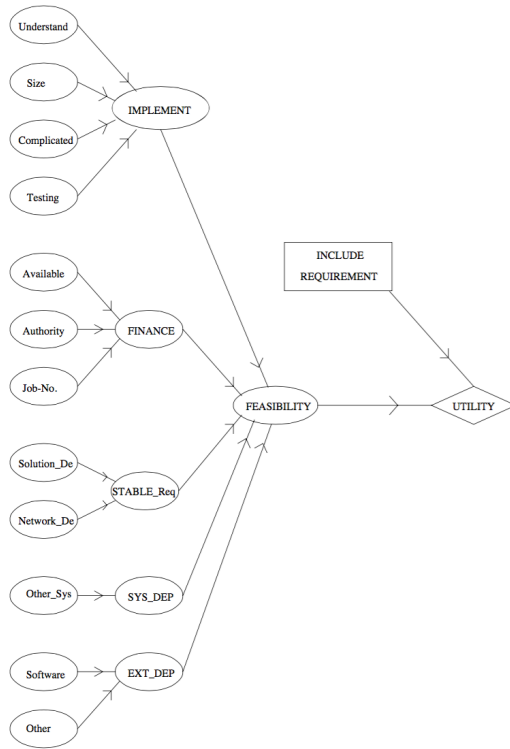 Understand
Size
IMPLEMENT
Complicated
Testing
Available
INCLUDE
REQUIREMENT
Authority
FINANCE
Job-No.
FEASIBILITY
UTILITY
Solution_De
STABLE_Req
Network_De
Other_Sys
SYS_DEP
Software
EXT_DEP
Other